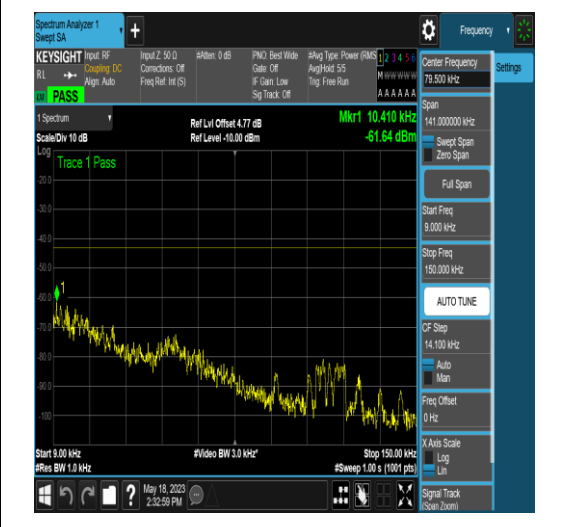 Spectrum Analyzer 1
Swept SA
+
Frequency
KEYSIGHT Input: RF
RL Coupling: DC
Align: Auto
PASS
Input Z: 50 Ω
Corrections: Off
Freq Ref: Int (S)
#Atten: 0 dB
PNO: Best Wide
Gate: Off
IF Gain: Low
Sig Track: Off
#Avg Type: Power (RMS
Avg|Hold: 5/5
Trig: Free Run
1 2 3 4 5 6
M W W W W W
A A A A A A
1 Spectrum
Scale/Div 10 dB
Ref Lvl Offset 4.77 dB
Ref Level -10.00 dBm
Mkr1 10.410 kHz
-61.64 dBm
Log
Trace 1 Pass
1
-20.0
-30.0
-40.0
-50.0
-60.0
-70.0
-80.0
-90.0
-100
Start 9.00 kHz
#Res BW 1.0 kHz
#Video BW 3.0 kHz*
Stop 150.00 kHz
#Sweep 1.00 s (1001 pts)
May 18, 2023
2:32:59 PM
?
Center Frequency
79.500 kHz
Settings
Span
141.000000 kHz
Swept Span
Zero Span
Full Span
Start Freq
9.000 kHz
Stop Freq
150.000 kHz
AUTO TUNE
CF Step
14.100 kHz
Auto
Man
Freq Offset
0 Hz
X Axis Scale
Log
Lin
Signal Track
(Span Zoom)